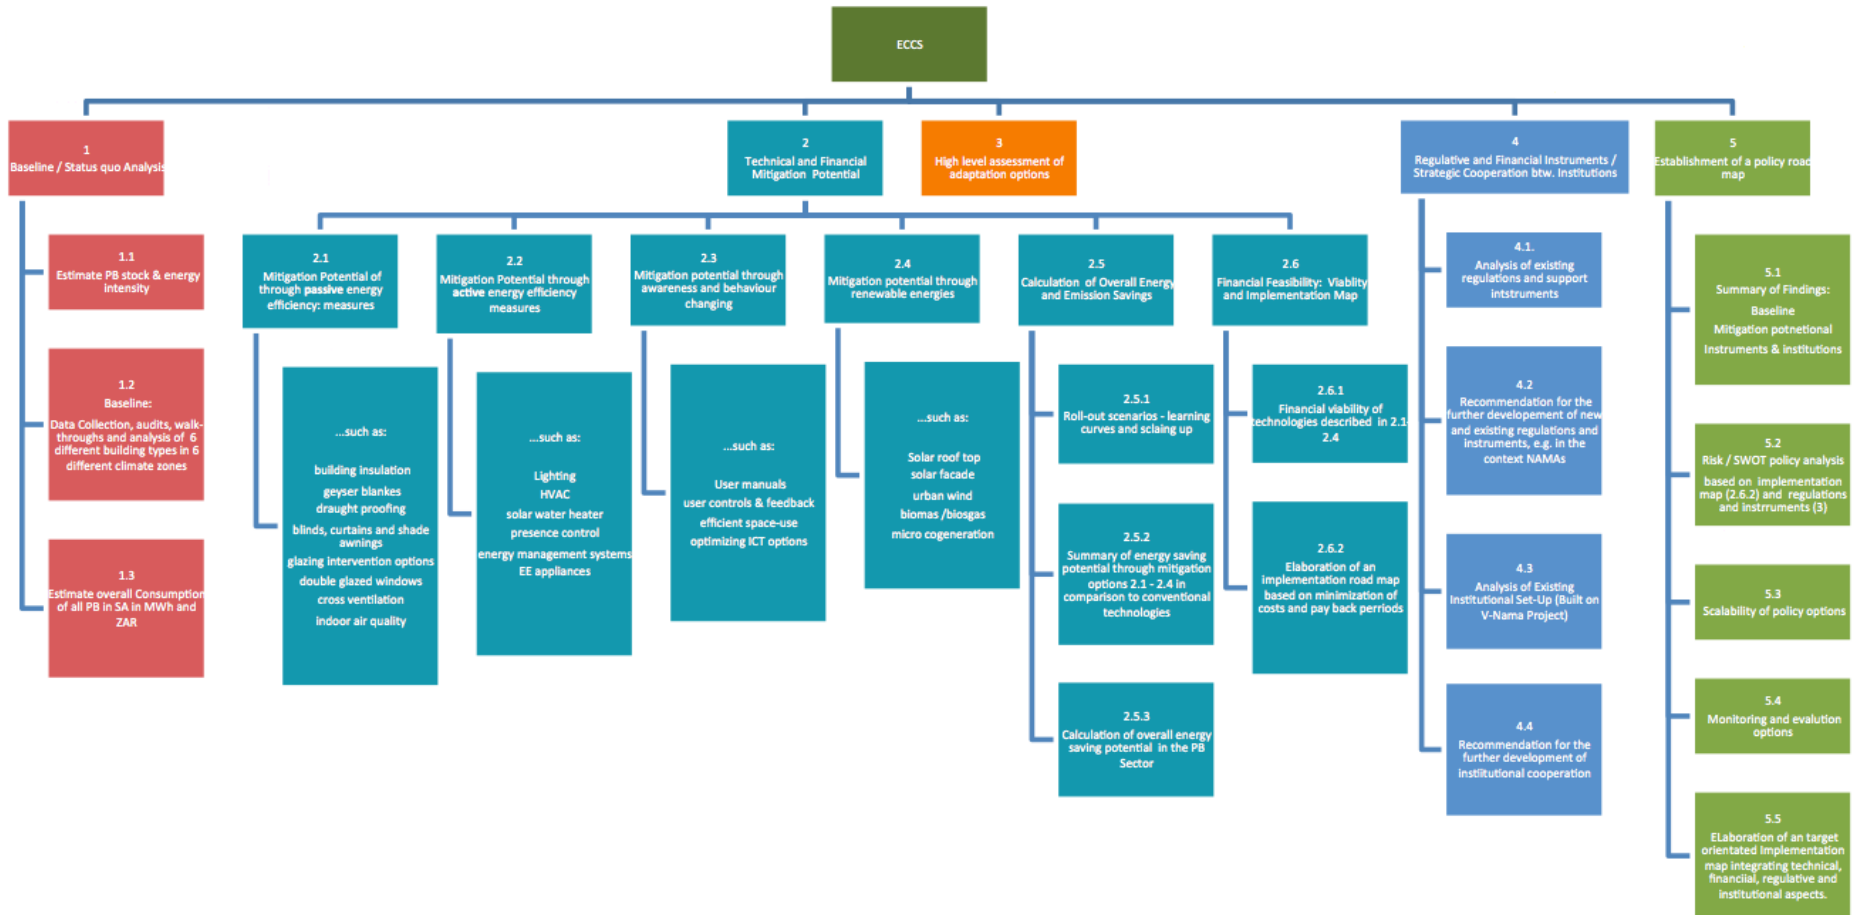 ECCS
1
Baseline / Status quo Analysis
2
Technical and Financial
Mitigation Potential
3
High level assessment of
adaptation options
4
Regulative and Financial Instruments /
Strategic Cooperation btw. Institutions
5
Establishment of a policy road
map
1.1
Estimate PB stock & energy
intensity
1.2
Baseline:
Data Collection, audits, walk-
throughs and analysis of 6
different building types in 6
different climate zones
1.3
Estimate overall Consumption
of all PB in SA in MWh and
ZAR
2.1
Mitigation Potential of
through passive energy
efficiency: measures
...such as:
building insulation
geyser blankes
draught proofing
blinds, curtains and shade
awnings
glazing intervention options
double glazed windows
cross ventilation
indoor air quality
2.2
Mitigation Potential through
active energy efficiency
measures
...such as:
Lighting
HVAC
solar water heater
presence control
energy management systems
EE appliances
2.3
Mitigation potential through
awareness and behaviour
changing
...such as:
User manuals
user controls & feedback
efficient space-use
optimizing ICT options
2.4
Mitigation potential through
renewable energies
...such as:
Solar roof top
solar facade
urban wind
biomas /biosgas
micro cogeneration
2.5
Calculation of Overall Energy
and Emission Savings
2.5.1
Roll-out scenarios - learning
curves and sclaing up
2.5.2
Summary of energy saving
potential through mitigation
options 2.1 - 2.4 in
comparison to conventional
technologies
2.5.3
Calculation of overall energy
saving potential in the PB
Sector
2.6
Financial Feasibility: Viablity
and Implementation Map
2.6.1
Financial viability of
technologies described in 2.1-
2.4
2.6.2
Elaboration of an
implementation road map
based on minimization of
costs and pay back perriods
4.1.
Analysis of existing
regulations and support
intstruments
4.2
Recommendation for the
further developement of new
and existing regulations and
instruments, e.g. in the
context NAMAs
4.3
Analysis of Existing
Institutional Set-Up (Built on
V-Nama Project)
4.4
Recommendation for the
further development of
instiitutional cooperation
5.1
Summary of Findings:
Baseline
Mitigation potnetional
Instruments & institutions
5.2
Risk / SWOT policy analysis
based on implementation
map (2.6.2) and regulations
and instrruments (3)
5.3
Scalability of policy options
5.4
Monitoring and evalution
options
5.5
ELaboration of an target
orientated Implementation
map integrating technical,
financiial, regulative and
institutional aspects.